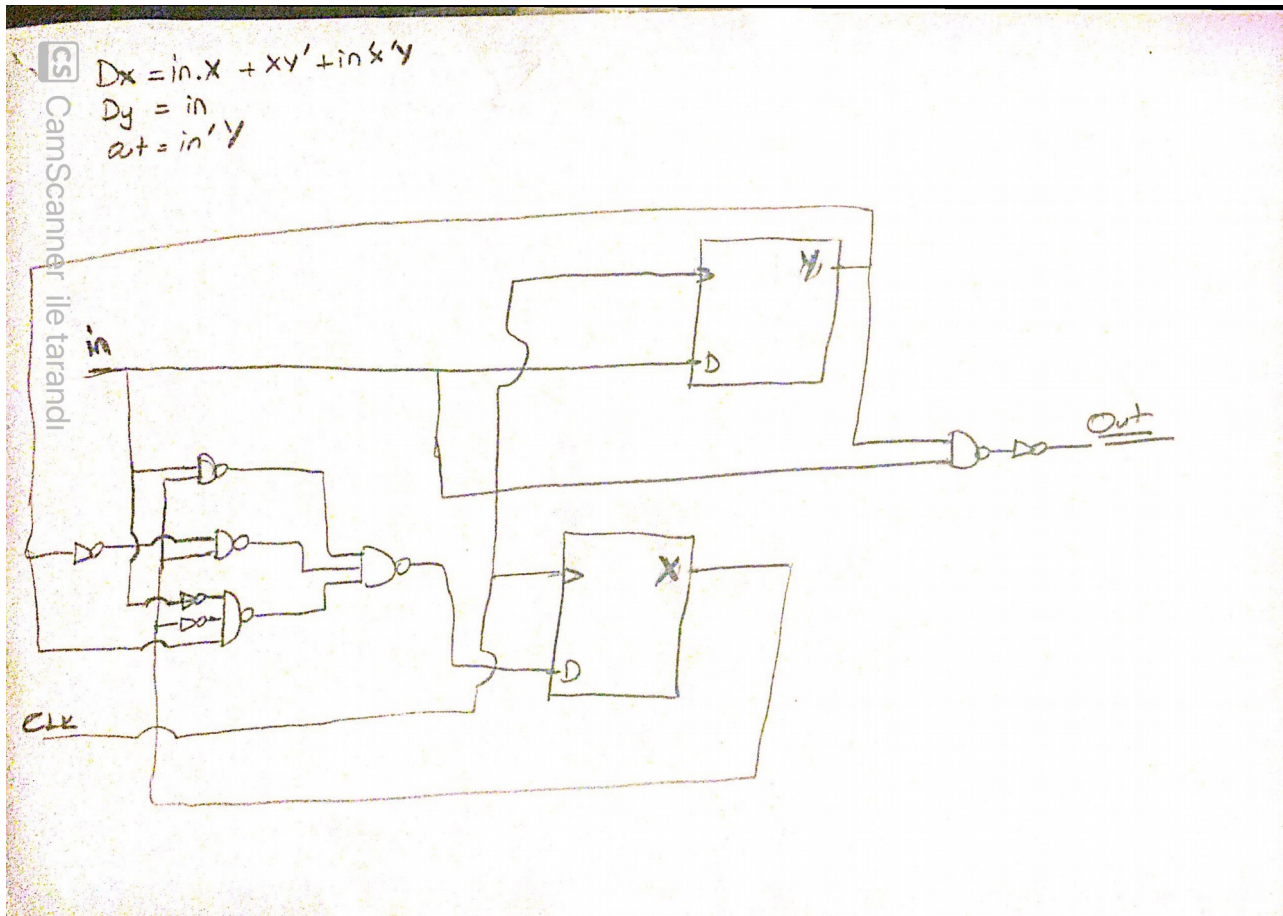 Dx = in.X + XY' + in'X'Y
Dy = in
out = in'Y
CS CamScanner ile tarandı
Y
in
D
Out
X
D
CLK